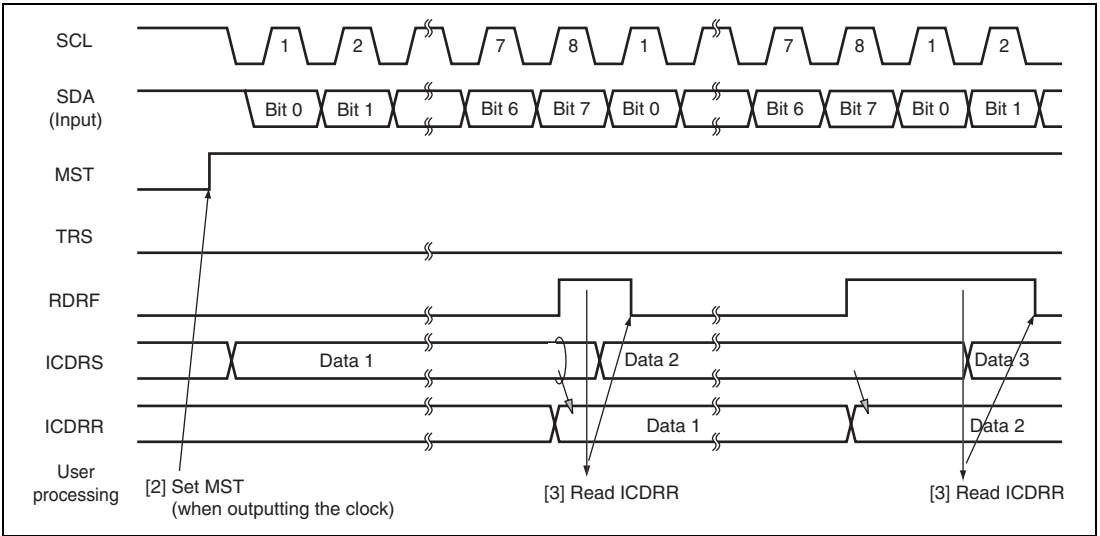 SCL 1 2 7 8 1 7 8 1 2
SDA
(Input)
Bit 0 Bit 1 Bit 6 Bit 7 Bit 0 Bit 6 Bit 7 Bit 0 Bit 1
MST
TRS
RDRF
ICDRS Data 1 Data 2 Data 3
ICDRR Data 1 Data 2
User
processing
[2] Set MST
(when outputting the clock)
[3] Read ICDRR
[3] Read ICDRR